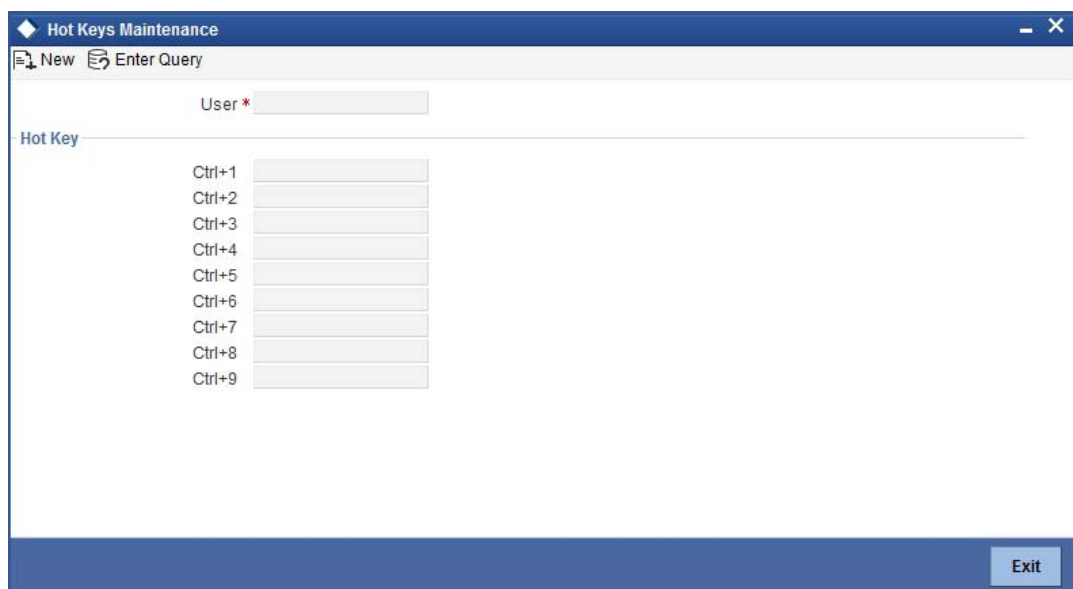 Hot Keys Maintenance
New Enter Query
User *
Hot Key
Ctrl+1
Ctrl+2
Ctrl+3
Ctrl+4
Ctrl+5
Ctrl+6
Ctrl+7
Ctrl+8
Ctrl+9
Exit